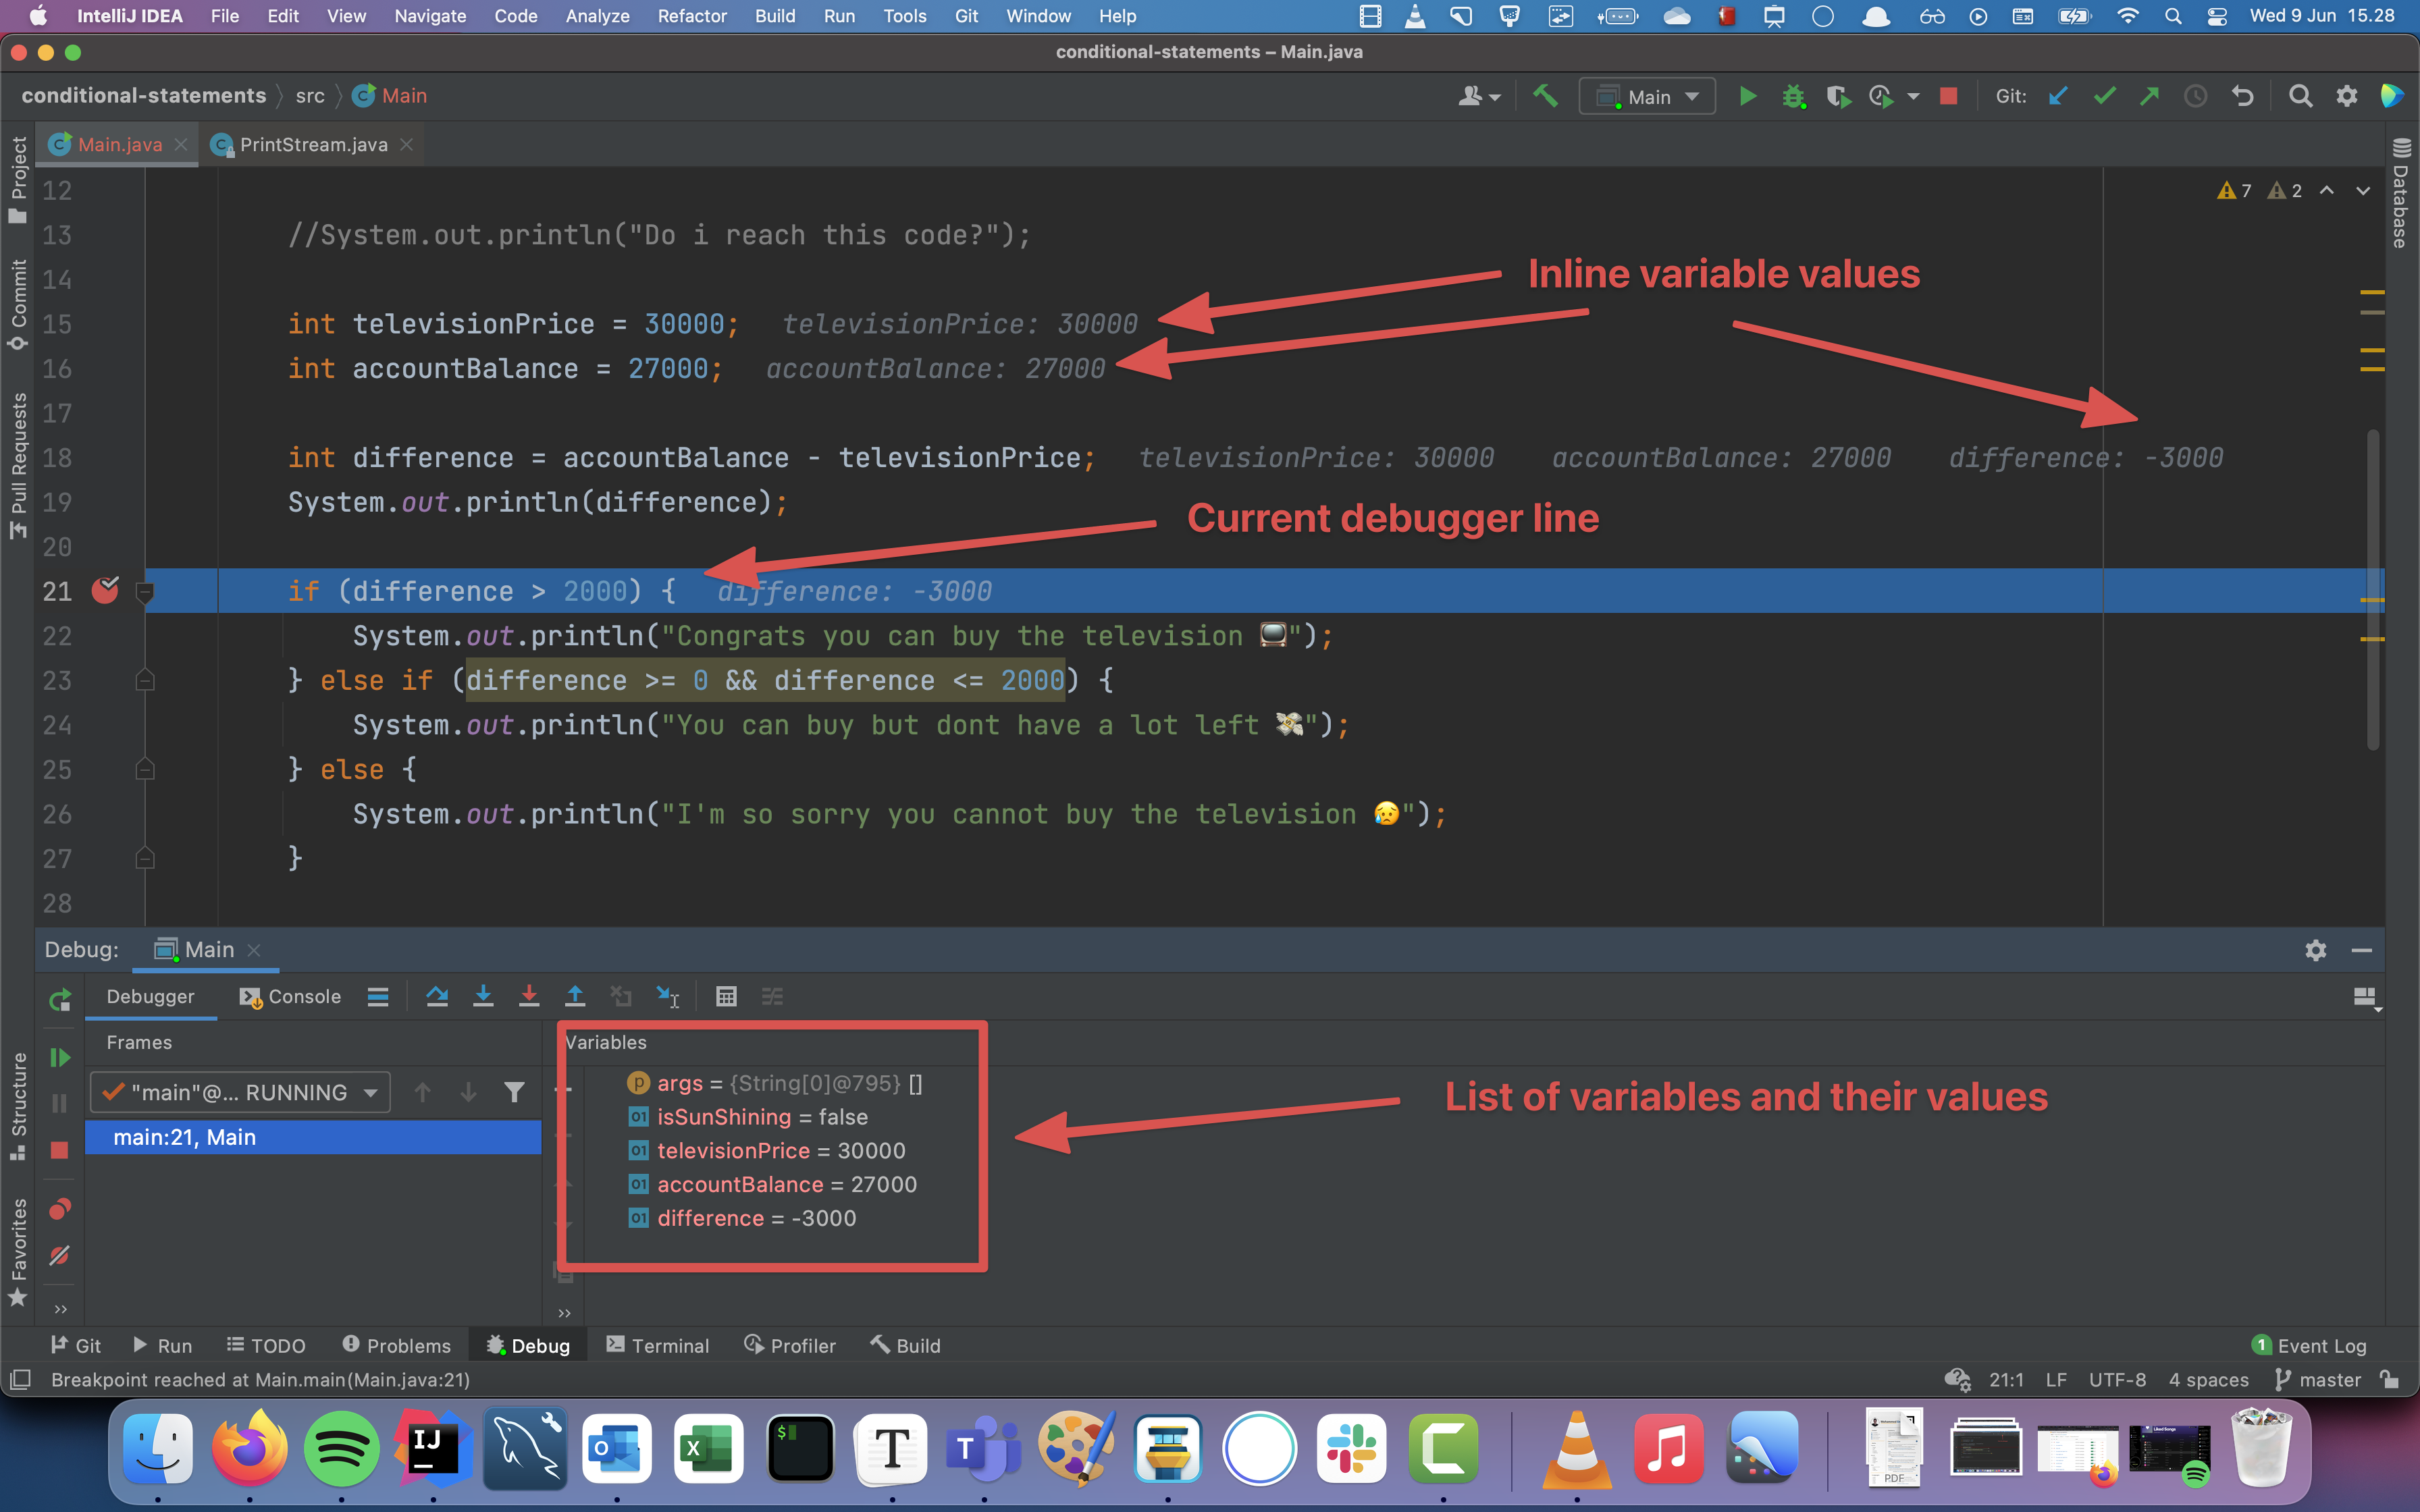 IntelliJ IDEA File Edit View Navigate Code Analyze Refactor Build Run Tools Git Window Help Wed 9 Jun 15.28
conditional-statements – Main.java
conditional-statements src Main Main Git:
Main.java PrintStream.java
Project
Commit
Pull Requests
Structure
Favorites
Database
7 2
12
13 //System.out.println("Do i reach this code?");
14
Inline variable values
15 int televisionPrice = 30000; televisionPrice: 30000
16 int accountBalance = 27000; accountBalance: 27000
17
18 int difference = accountBalance - televisionPrice; televisionPrice: 30000 accountBalance: 27000 difference: -3000
19 System.out.println(difference);
Current debugger line
20
21 if (difference > 2000) { difference: -3000
22 System.out.println("Congrats you can buy the television 📺");
23 } else if (difference >= 0 && difference <= 2000) {
24 System.out.println("You can buy but dont have a lot left 💸");
25 } else {
26 System.out.println("I'm so sorry you cannot buy the television 😥");
27 }
28
Debug: Main
Debugger Console
Frames Variables
"main"@... RUNNING
main:21, Main
args = {String[0]@795} []
isSunShining = false
televisionPrice = 30000
accountBalance = 27000
difference = -3000
List of variables and their values
Git Run TODO Problems Debug Terminal Profiler Build 1 Event Log
Breakpoint reached at Main.main(Main.java:21) 21:1 LF UTF-8 4 spaces master